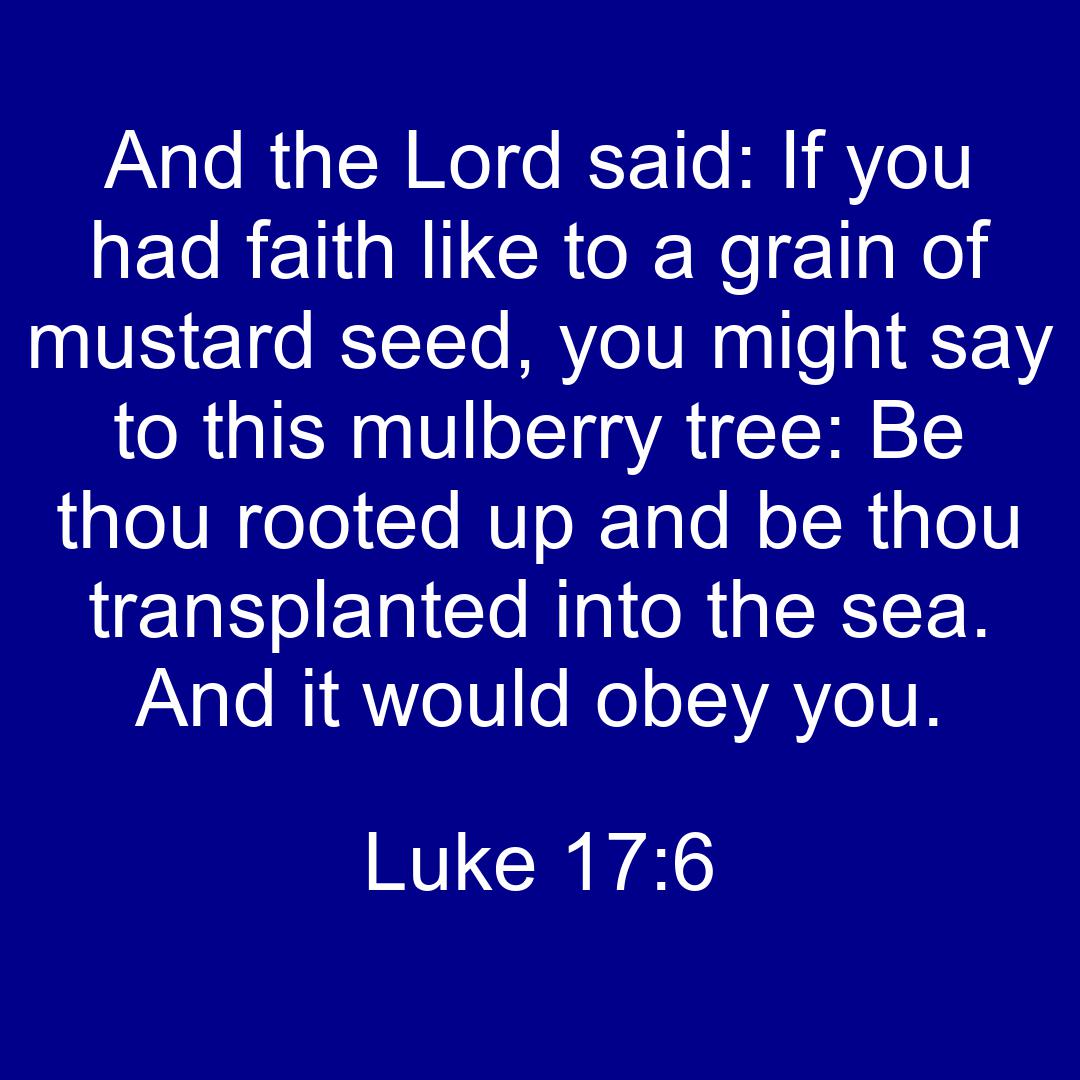 And the Lord said: If you
had faith like to a grain of
mustard seed, you might say
to this mulberry tree: Be
thou rooted up and be thou
transplanted into the sea.
And it would obey you.
Luke 17:6